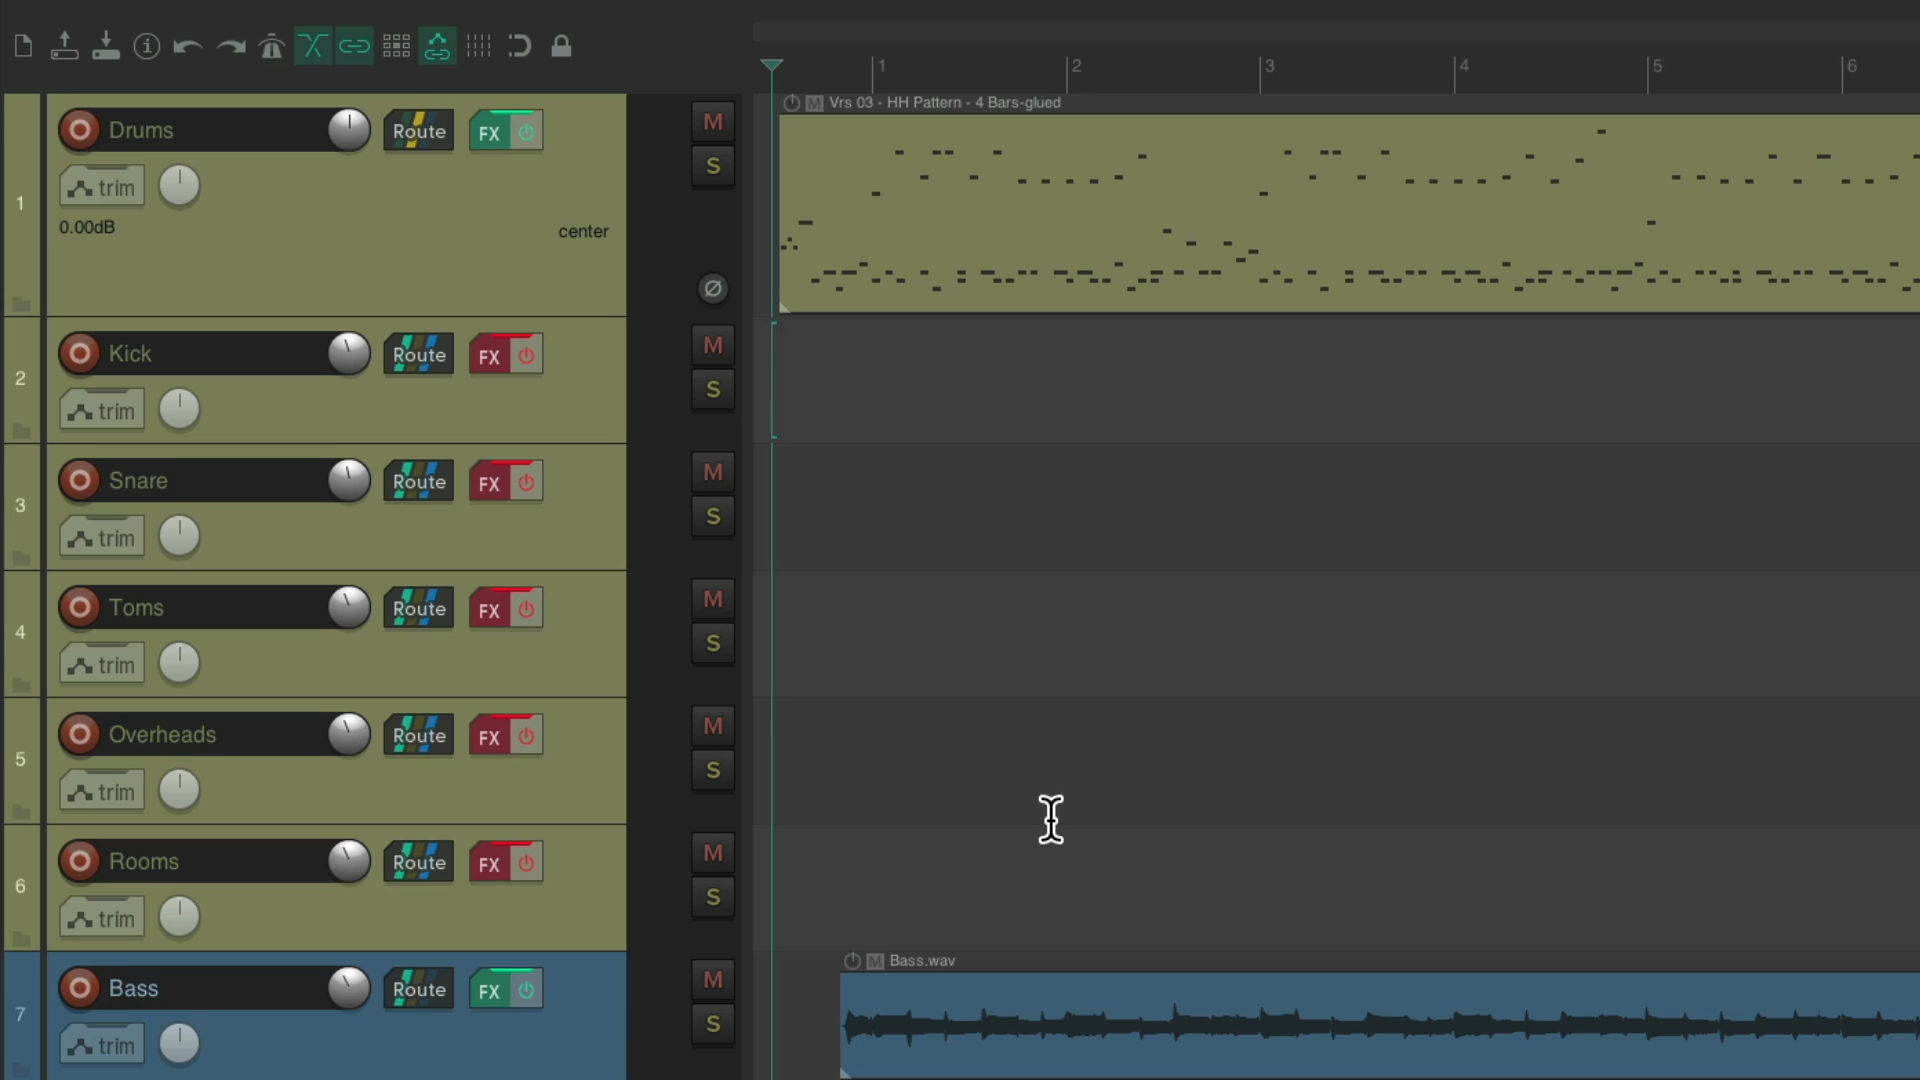 1 2 3 4 5 6
M Vrs 03 - HH Pattern - 4 Bars-glued
1 Drums Route FX M
trim S
0.00dB center
2 Kick Route FX M
trim S
3 Snare Route FX M
trim S
4 Toms Route FX M
trim S
5 Overheads Route FX M
trim S
6 Rooms Route FX M
trim S
M Bass.wav
7 Bass Route FX M
trim S